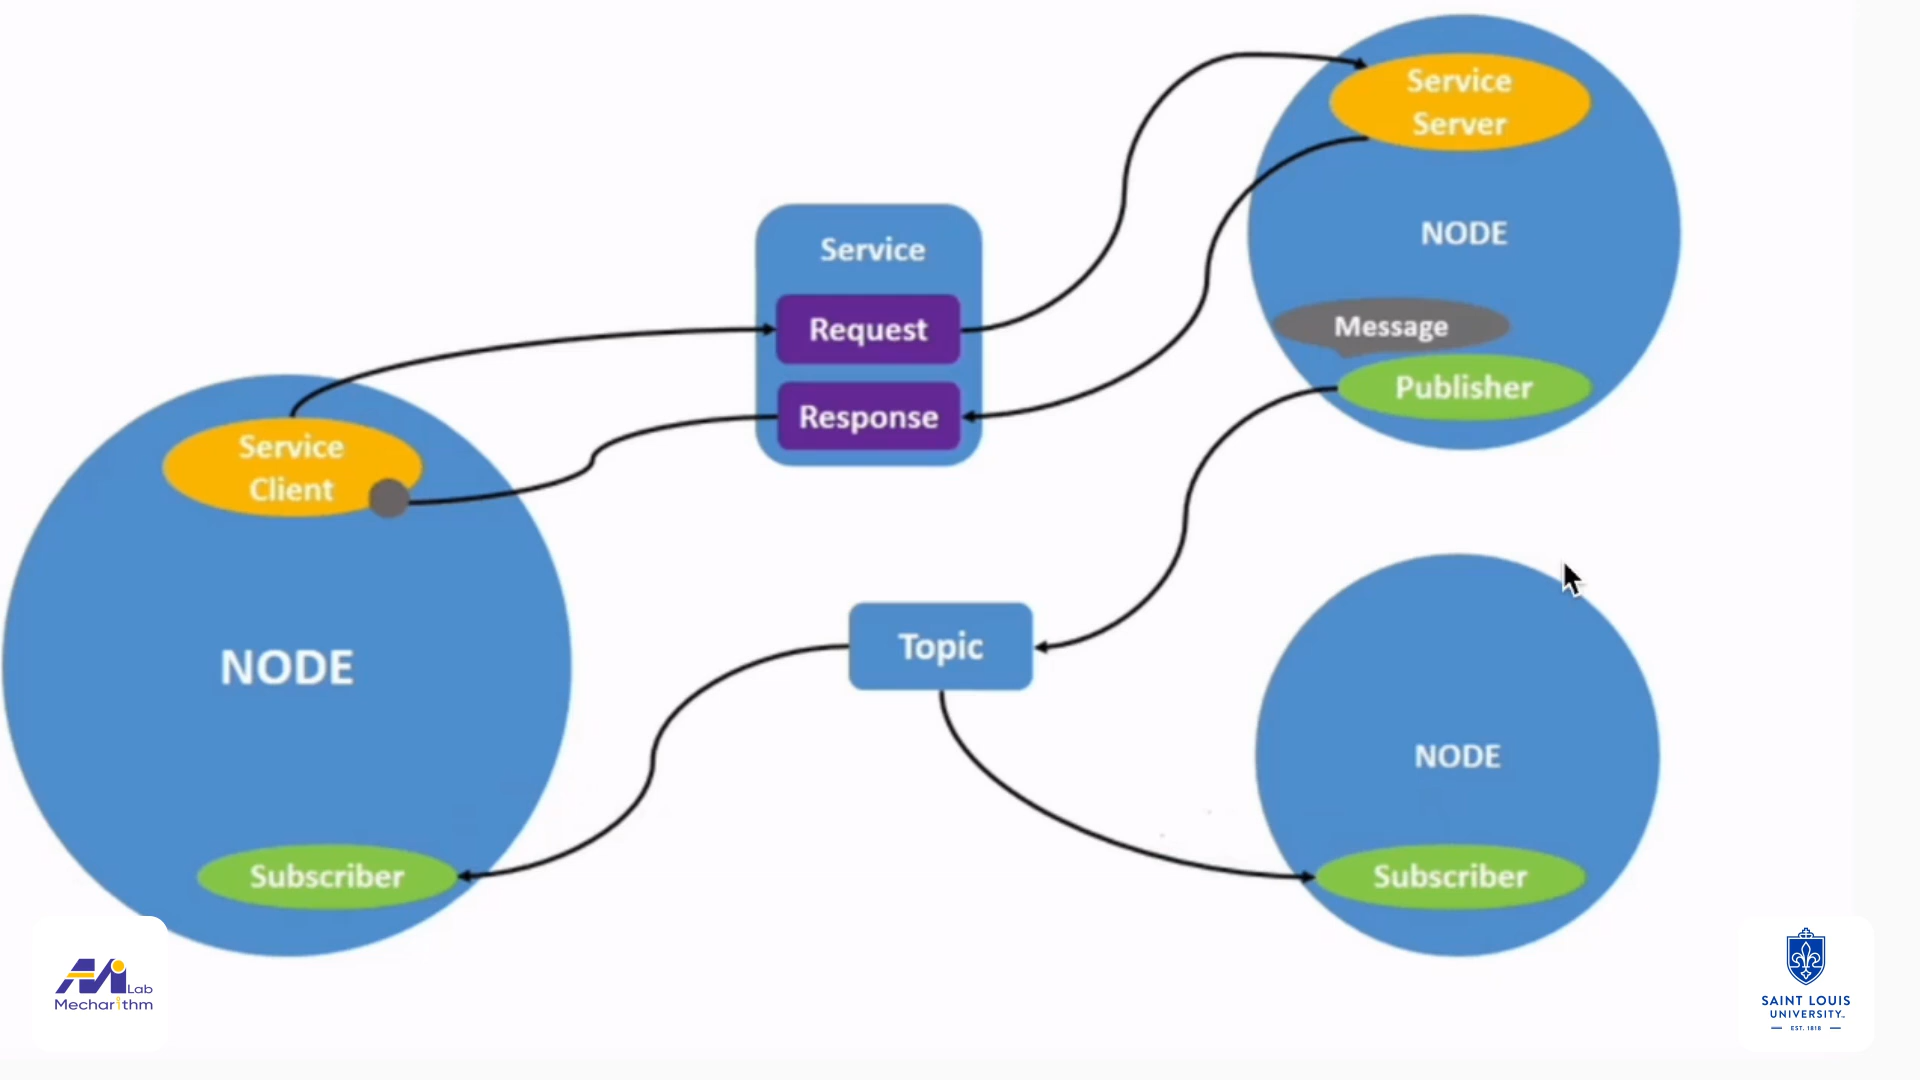 Service
Server
NODE
Message
Publisher
Service
Request
Response
Service
Client
NODE
Subscriber
Topic
NODE
Subscriber
Lab
Mecharithm
SAINT LOUIS
UNIVERSITY™
EST. 1818